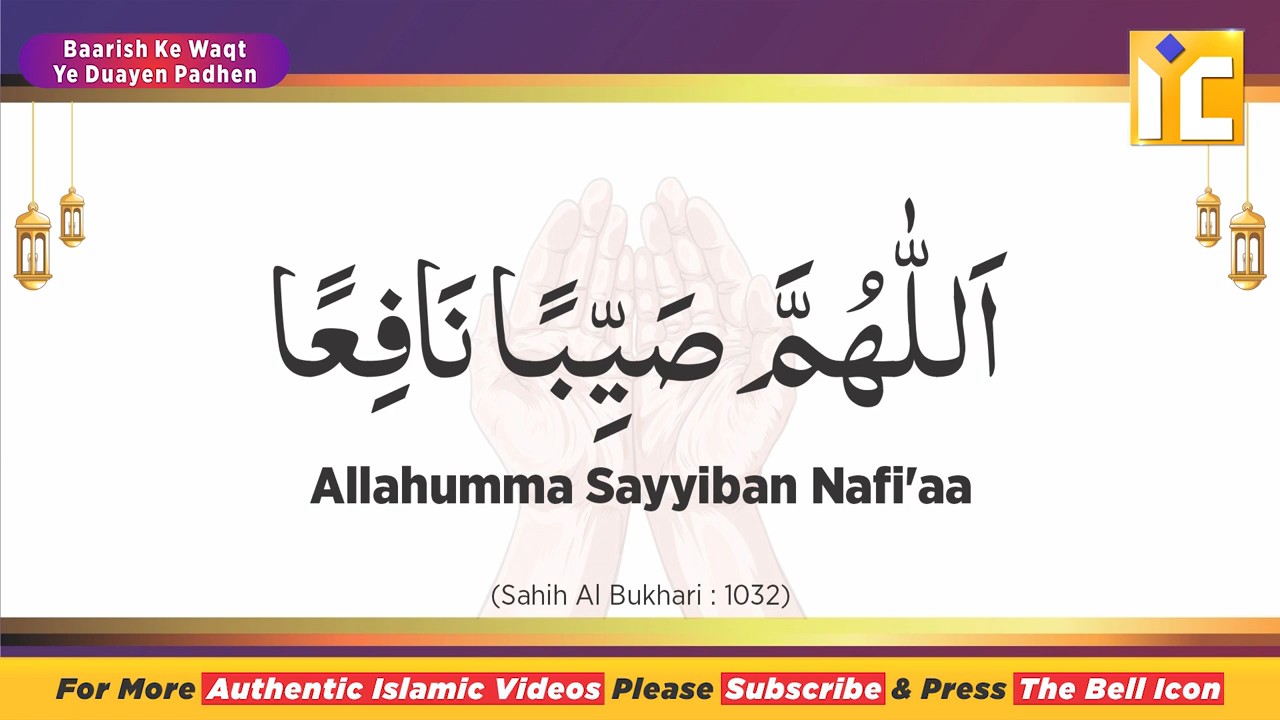 Baarish Ke Waqt
Ye Duayen Padhen
IYC
اَللّٰهُمَّ صَيِّبًا نَافِعًا
Allahumma Sayyiban Nafi'aa
(Sahih Al Bukhari : 1032)
For More Authentic Islamic Videos Please Subscribe & Press The Bell Icon